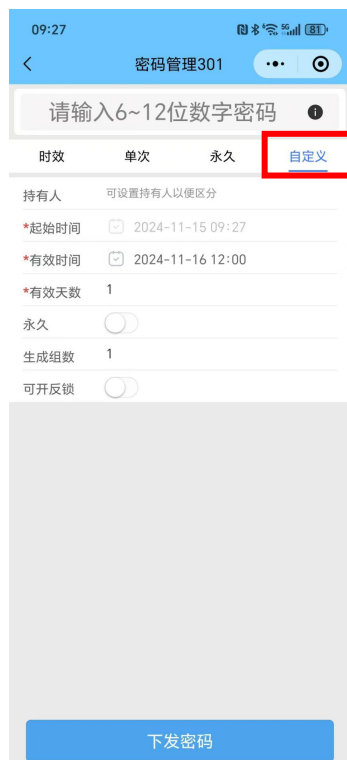 09:27
5G 81
密码管理301
请输入6~12位数字密码
时效 单次 永久 自定义
持有人 可设置持有人以便区分
*起始时间 2024-11-15 09:27
*有效时间 2024-11-16 12:00
*有效天数 1
永久
生成组数 1
可开反锁
下发密码